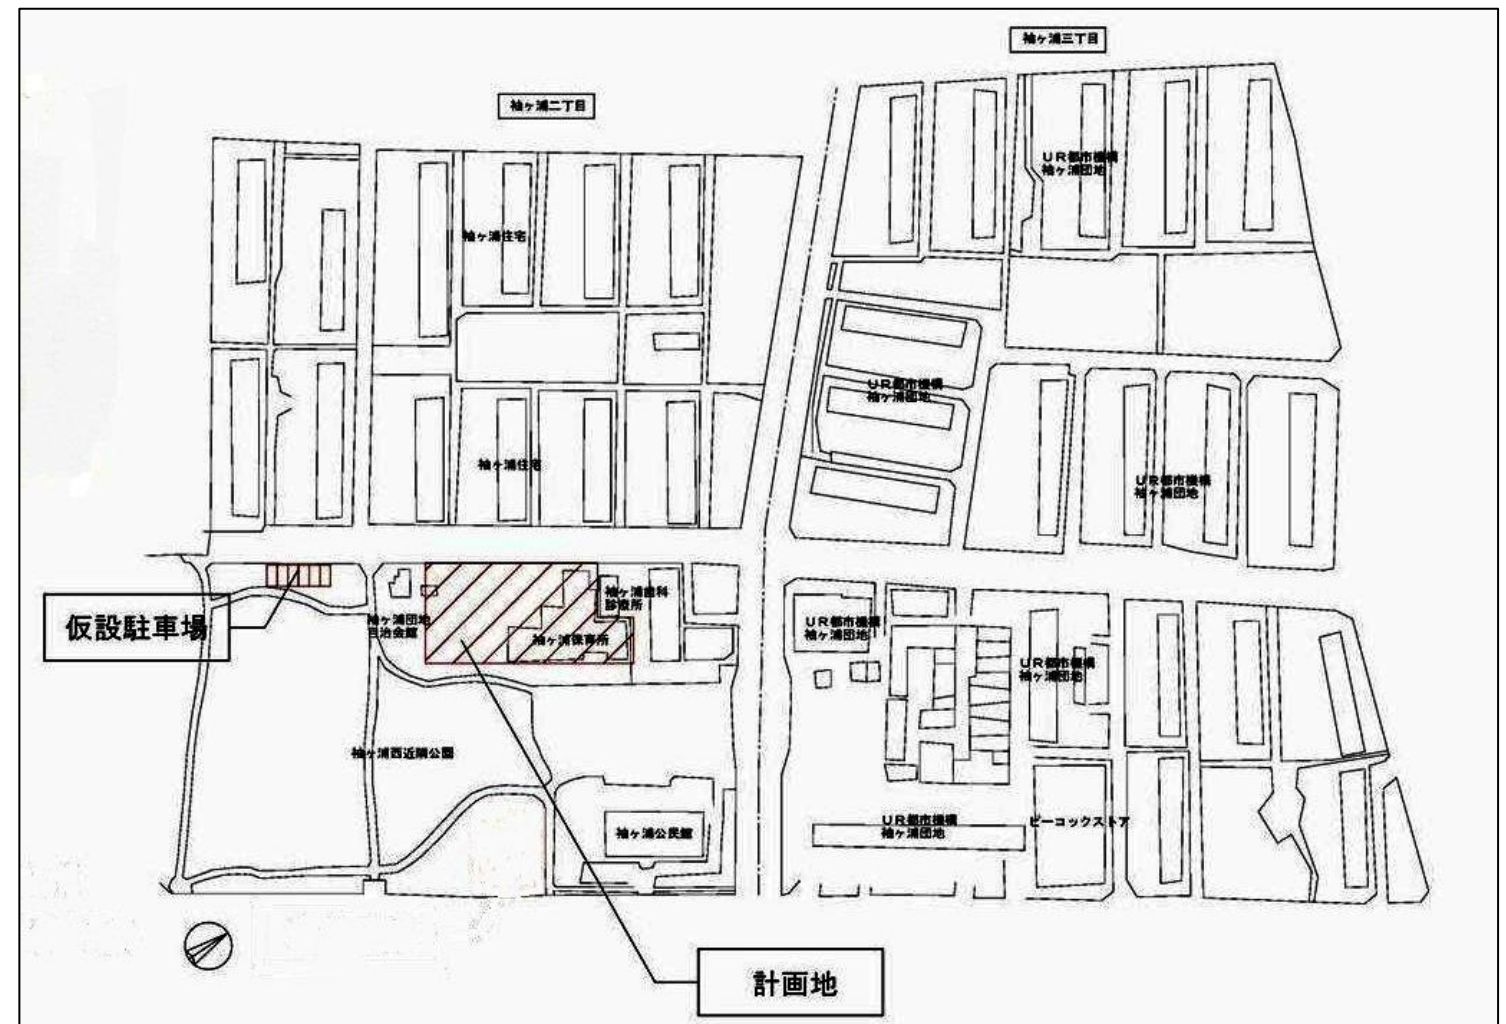 袖ヶ浦三丁目
袖ヶ浦二丁目
UR都市機構
袖ヶ浦団地
袖ヶ浦住宅
UR都市機構
袖ヶ浦団地
袖ヶ浦住宅
UR都市機構
袖ヶ浦団地
仮設駐車場
袖ヶ浦団地
自治会館
袖ヶ浦歯科
診療所
袖ヶ浦保育所
UR都市機構
袖ヶ浦団地
UR都市機構
袖ヶ浦団地
袖ヶ浦西近隣公園
袖ヶ浦公民館
UR都市機構
袖ヶ浦団地
ピーコックストア
計画地